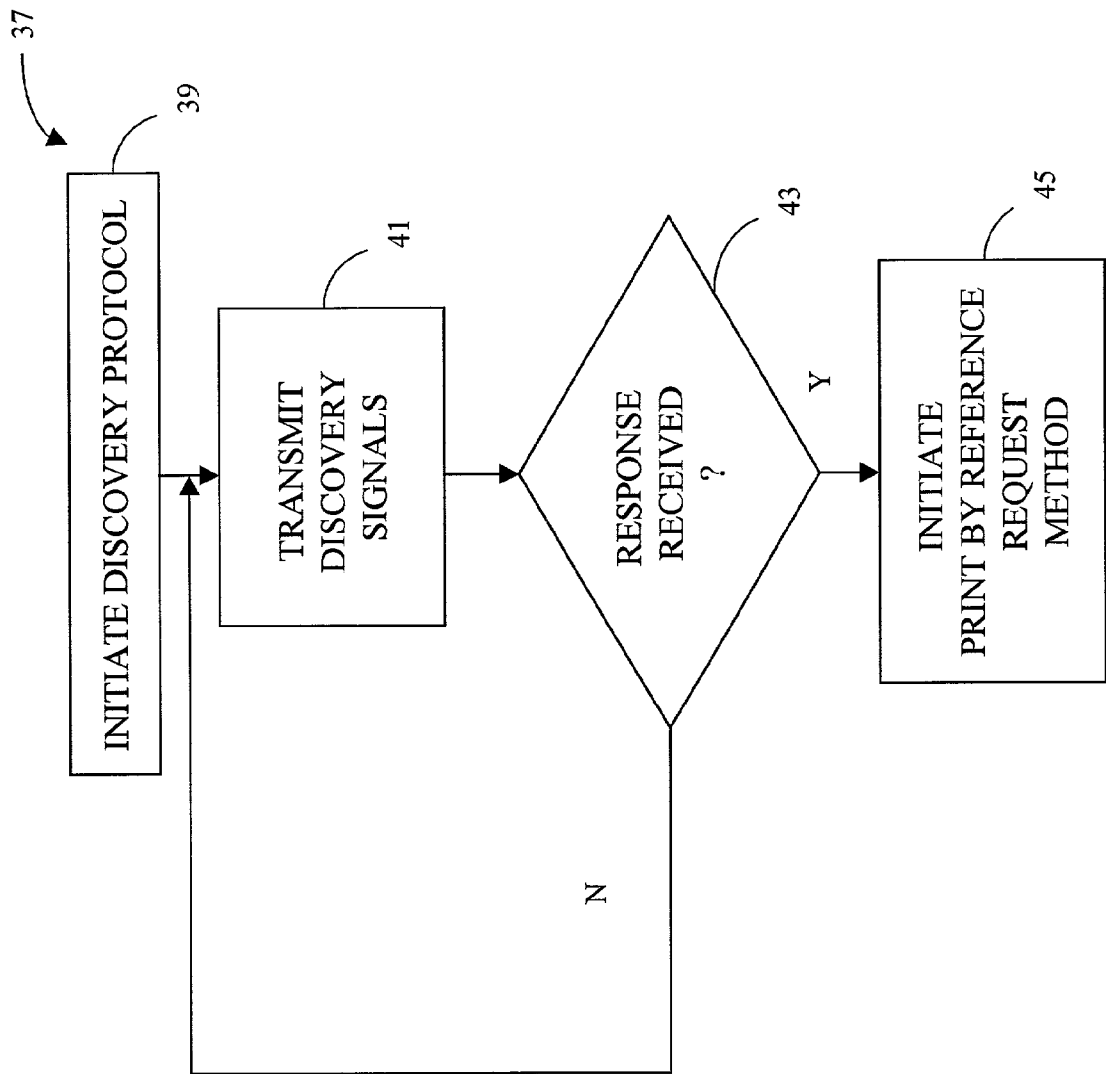 37
INITIATE DISCOVERY PROTOCOL
39
TRANSMIT
DISCOVERY
SIGNALS
41
RESPONSE
RECEIVED
?
43
N
Y
INITIATE
PRINT BY REFERENCE
REQUEST
METHOD
45